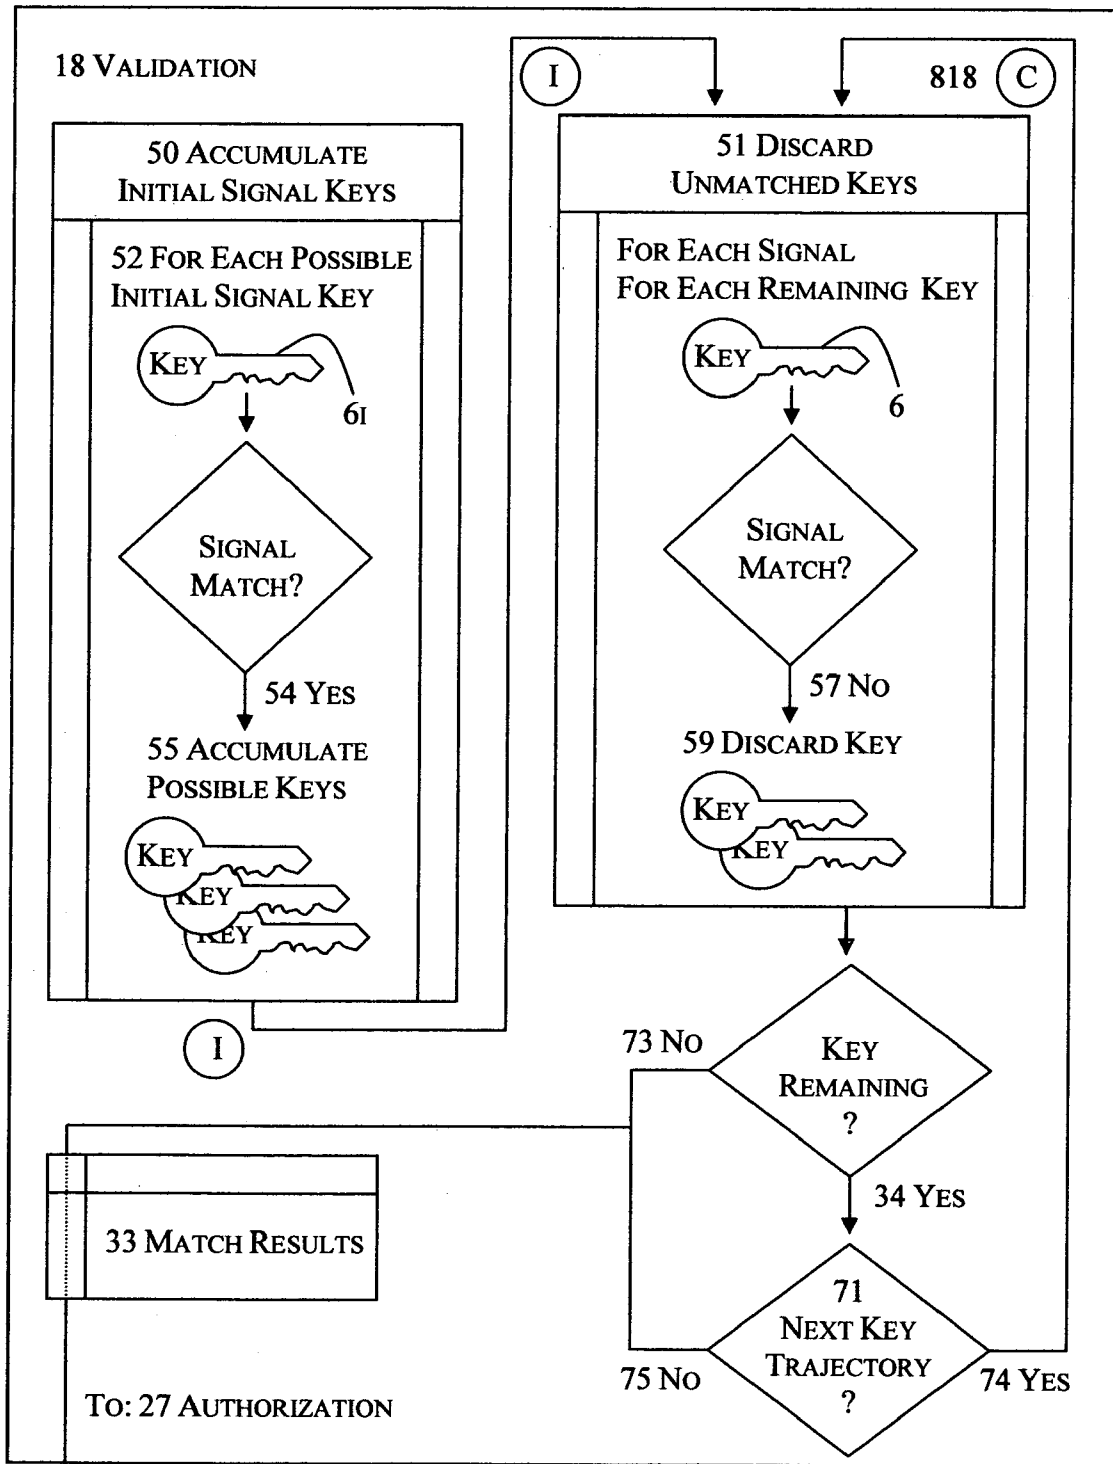 18 VALIDATION
50 ACCUMULATE
INITIAL SIGNAL KEYS
52 FOR EACH POSSIBLE
INITIAL SIGNAL KEY
KEY
6I
SIGNAL
MATCH?
54 YES
55 ACCUMULATE
POSSIBLE KEYS
KEY
KEY
KEY
I
I
818
C
51 DISCARD
UNMATCHED KEYS
FOR EACH SIGNAL
FOR EACH REMAINING KEY
KEY
6
SIGNAL
MATCH?
57 NO
59 DISCARD KEY
KEY
KEY
73 NO
KEY
REMAINING
?
34 YES
71
NEXT KEY
TRAJECTORY
?
75 NO
74 YES
33 MATCH RESULTS
TO: 27 AUTHORIZATION